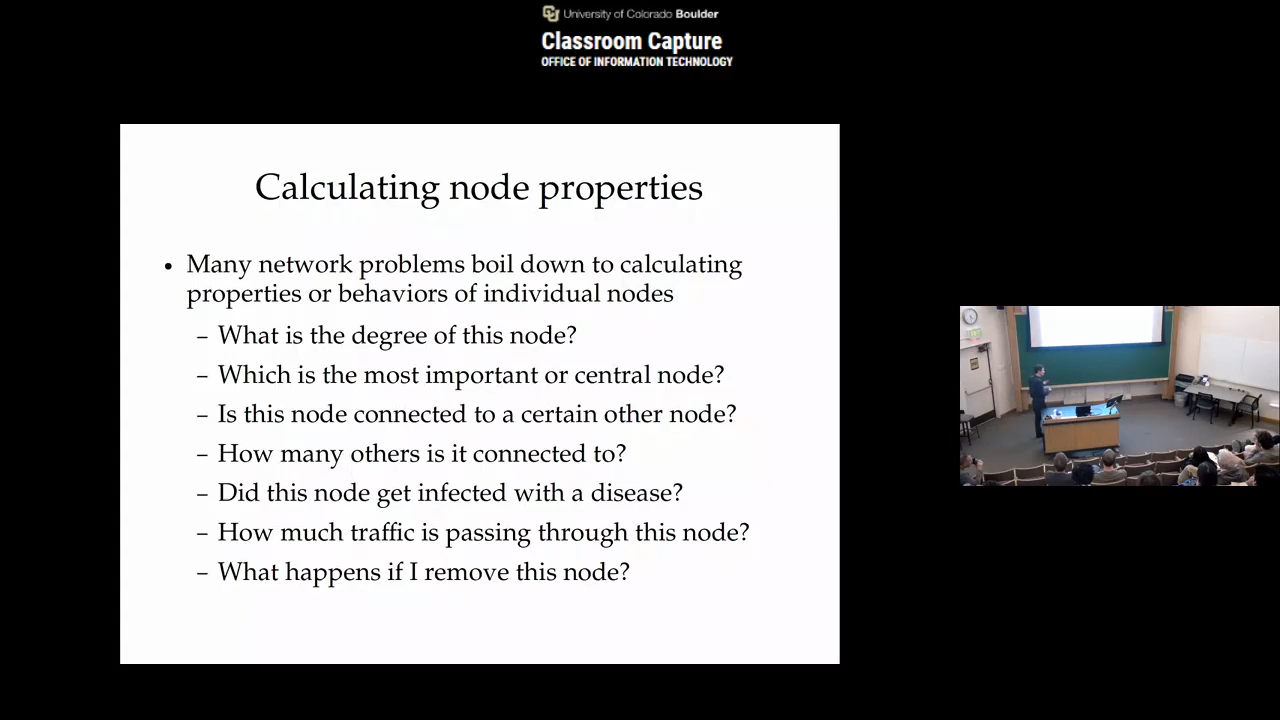 University of Colorado Boulder
Classroom Capture
OFFICE OF INFORMATION TECHNOLOGY
Calculating node properties
• Many network problems boil down to calculating
properties or behaviors of individual nodes
– What is the degree of this node?
– Which is the most important or central node?
– Is this node connected to a certain other node?
– How many others is it connected to?
– Did this node get infected with a disease?
– How much traffic is passing through this node?
– What happens if I remove this node?